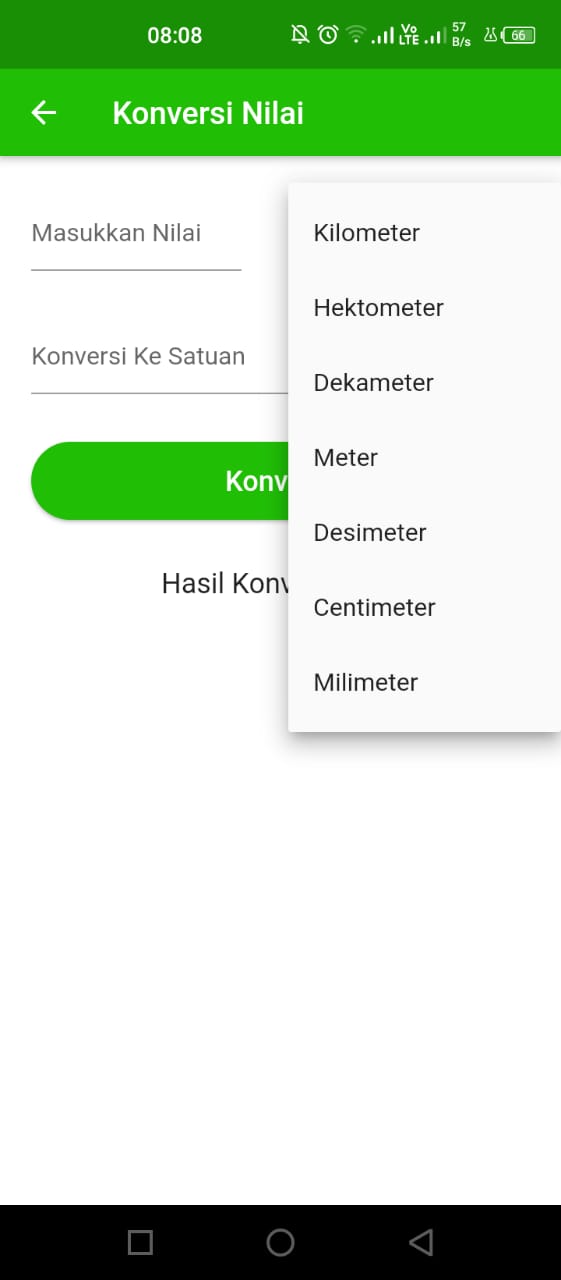 08:08 Vo LTE 57 B/s 66
Konversi Nilai
Masukkan Nilai
Kilometer
Hektometer
Konversi Ke Satuan
Dekameter
Meter
Konv
Desimeter
Hasil Konv
Centimeter
Milimeter